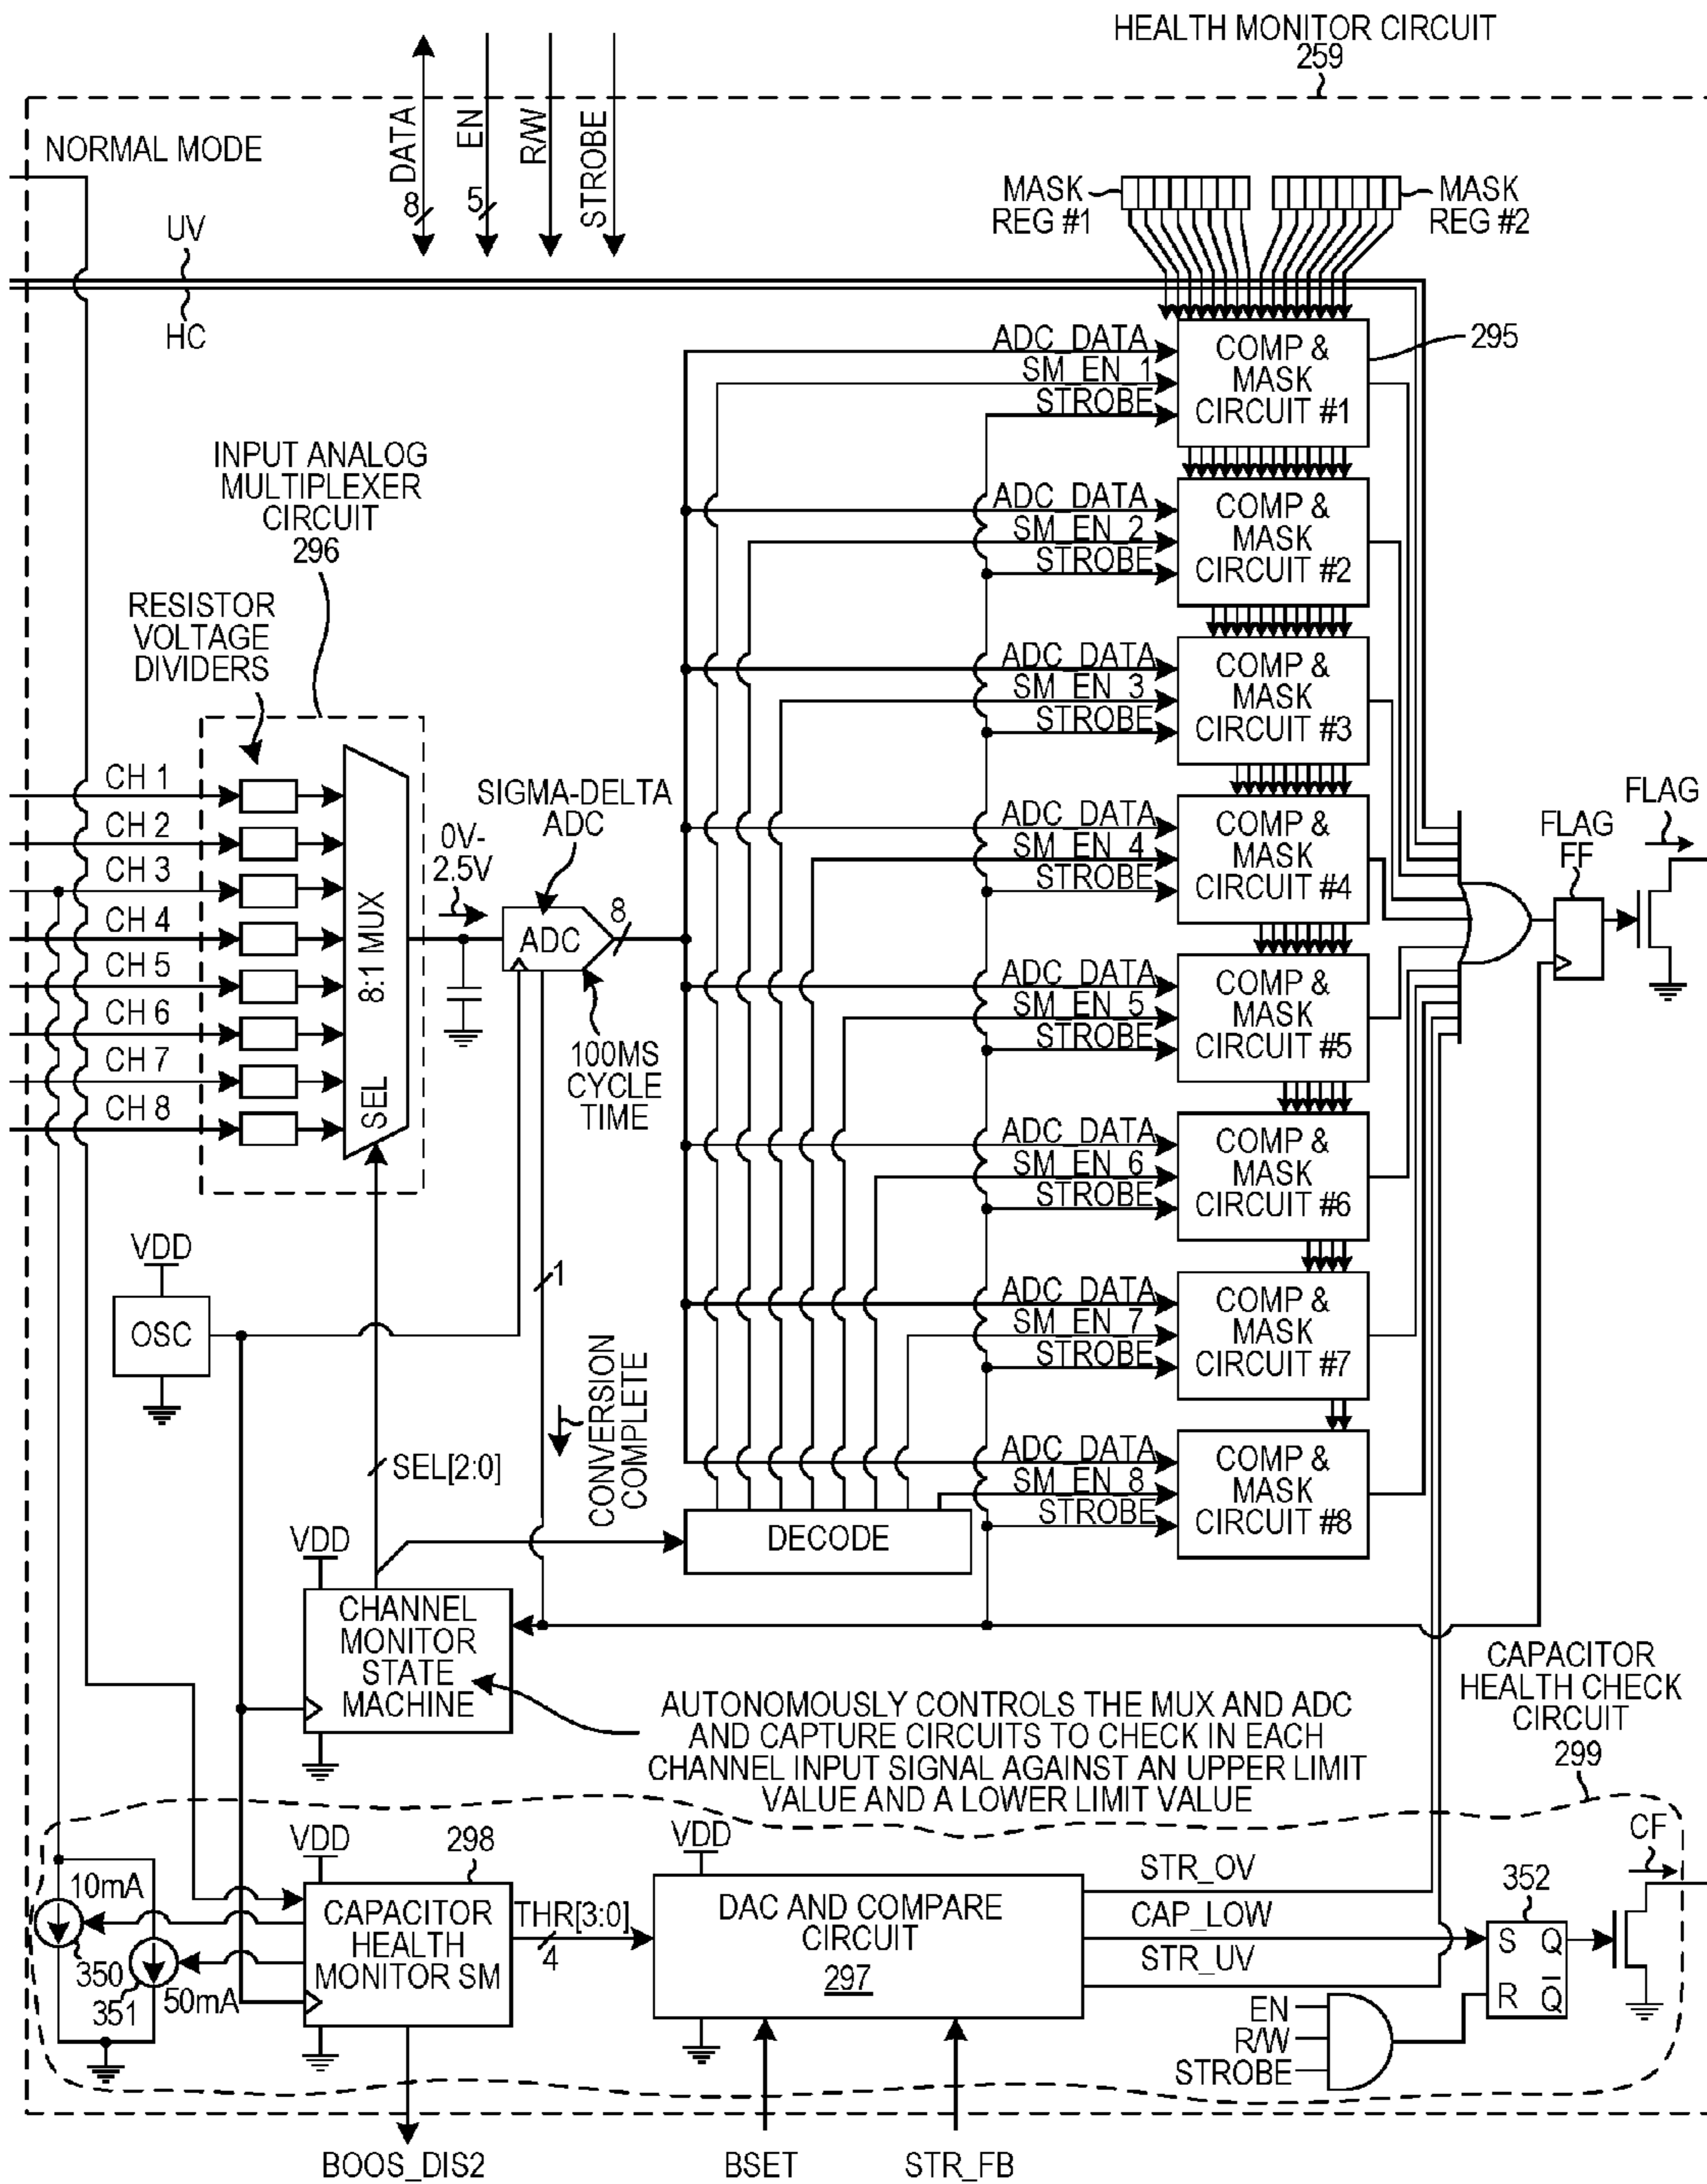 HEALTH MONITOR CIRCUIT
259
NORMAL MODE
DATA
8
EN
5
R/W
STROBE
UV
HC
MASK
REG #1
MASK
REG #2
295
INPUT ANALOG
MULTIPLEXER
CIRCUIT
296
RESISTOR
VOLTAGE
DIVIDERS
CH 1
CH 2
CH 3
CH 4
CH 5
CH 6
CH 7
CH 8
8:1 MUX
SEL
0V-
2.5V
SIGMA-DELTA
ADC
ADC
8
100MS
CYCLE
TIME
1
CONVERSION
COMPLETE
VDD
OSC
SEL[2:0]
DECODE
ADC_DATA
SM_EN_1
STROBE
COMP &
MASK
CIRCUIT #1
ADC_DATA
SM_EN_2
STROBE
COMP &
MASK
CIRCUIT #2
ADC_DATA
SM_EN_3
STROBE
COMP &
MASK
CIRCUIT #3
ADC_DATA
SM_EN_4
STROBE
COMP &
MASK
CIRCUIT #4
ADC_DATA
SM_EN_5
STROBE
COMP &
MASK
CIRCUIT #5
ADC_DATA
SM_EN_6
STROBE
COMP &
MASK
CIRCUIT #6
ADC_DATA
SM_EN_7
STROBE
COMP &
MASK
CIRCUIT #7
ADC_DATA
SM_EN_8
STROBE
COMP &
MASK
CIRCUIT #8
FLAG
FF
FLAG
VDD
CHANNEL
MONITOR
STATE
MACHINE
AUTONOMOUSLY CONTROLS THE MUX AND ADC
AND CAPTURE CIRCUITS TO CHECK IN EACH
CHANNEL INPUT SIGNAL AGAINST AN UPPER LIMIT
VALUE AND A LOWER LIMIT VALUE
CAPACITOR
HEALTH CHECK
CIRCUIT
299
10mA
350
351
50mA
VDD
298
CAPACITOR
HEALTH
MONITOR SM
THR[3:0]
4
VDD
DAC AND COMPARE
CIRCUIT
297
STR_OV
CAP_LOW
STR_UV
352
S Q
R Q̅
CF
EN
R/W
STROBE
BOOS_DIS2
BSET
STR_FB